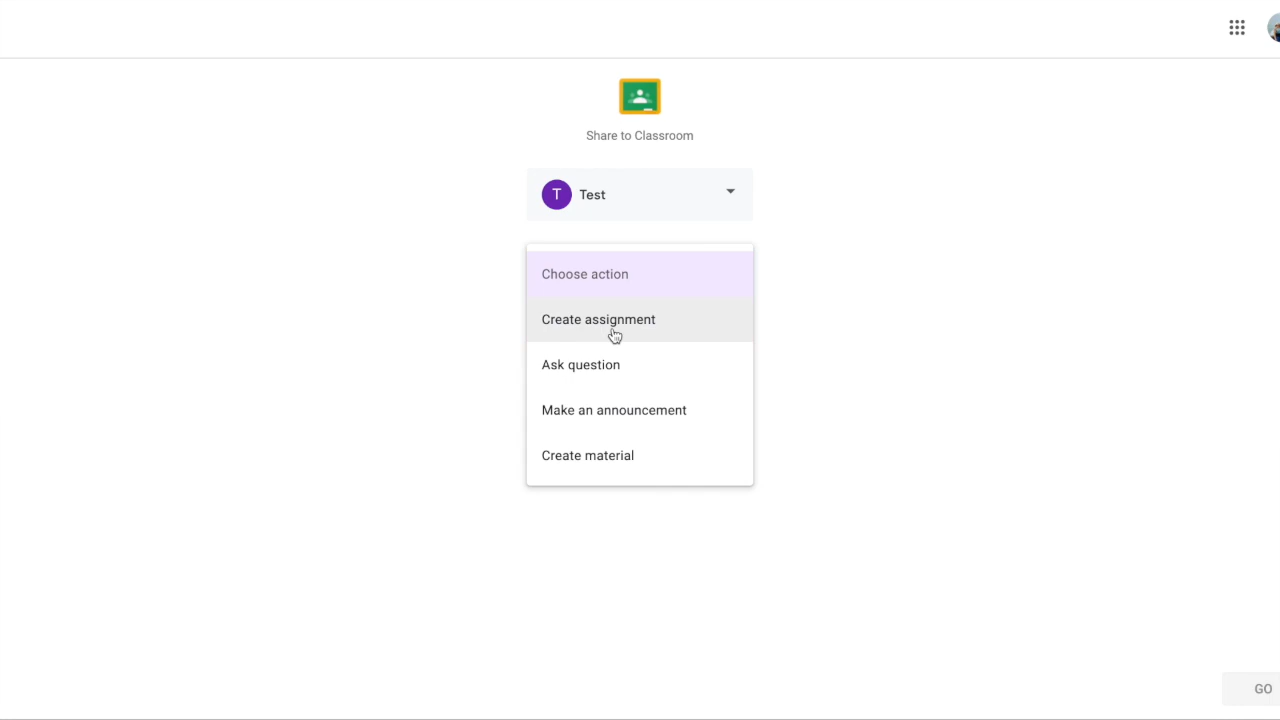 Share to Classroom
T Test
Choose action
Create assignment
Ask question
Make an announcement
Create material
GO